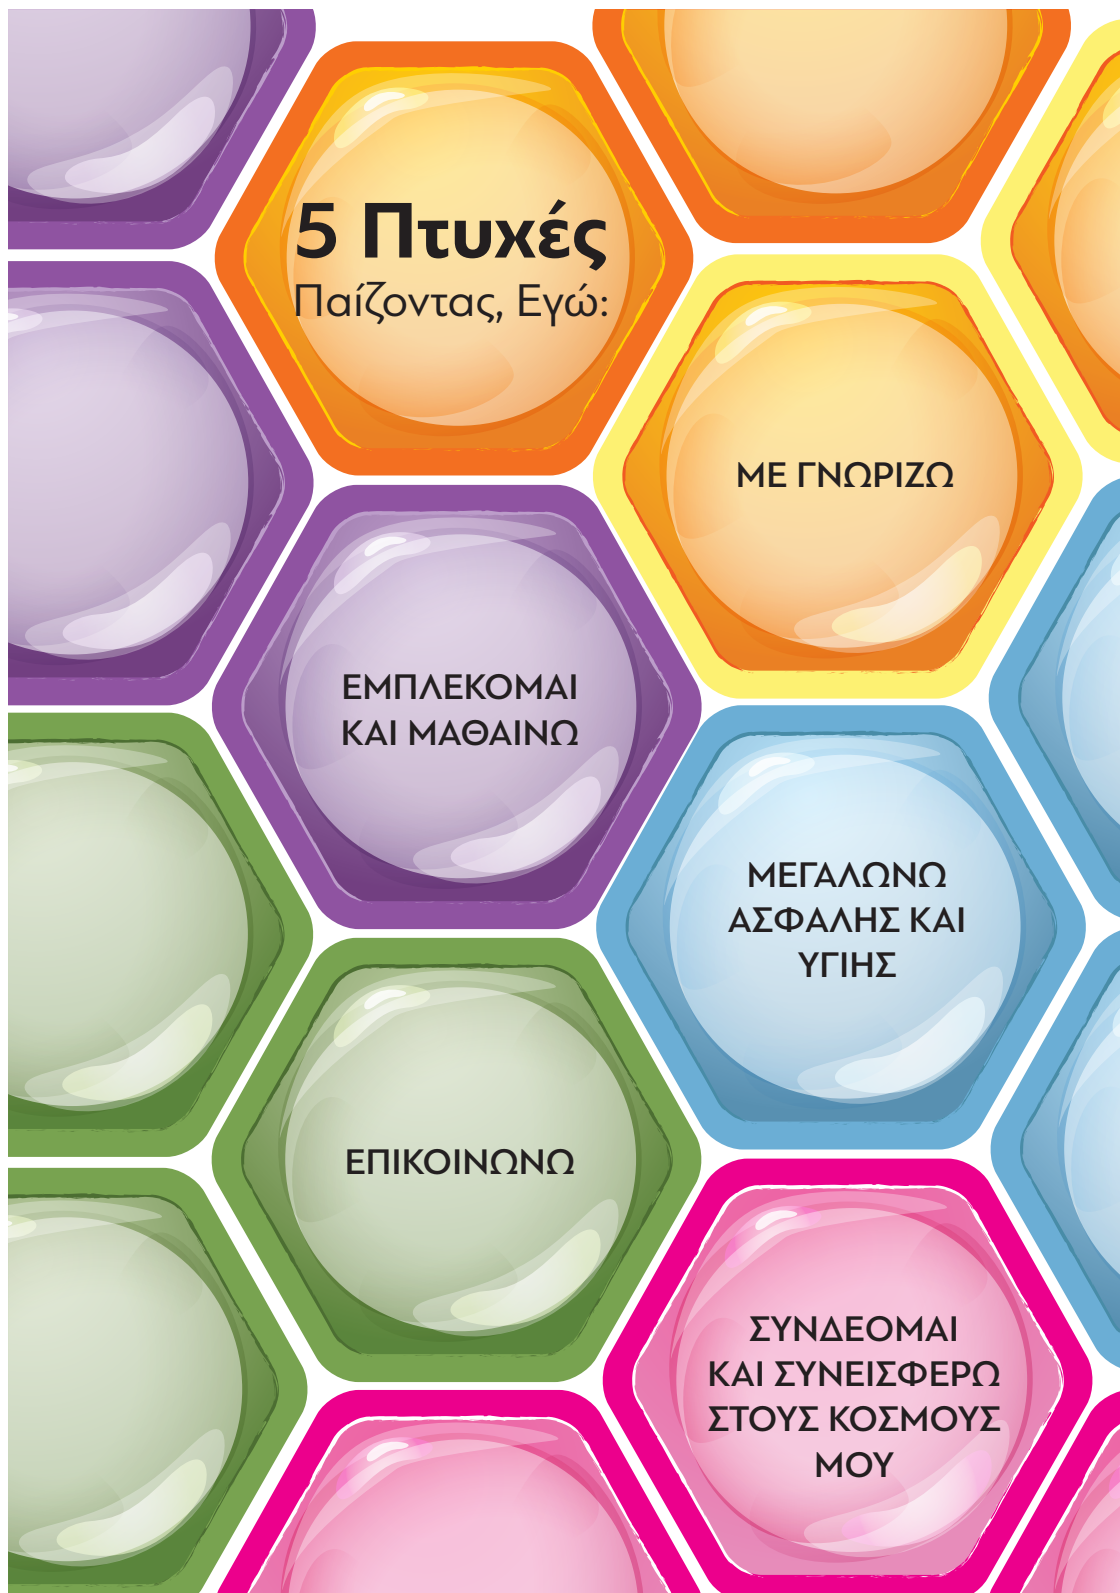 5 Πτυχές
Παίζοντας, Εγώ:
ΜΕ ΓΝΩΡΙΖΩ
ΕΜΠΛΕΚΟΜΑΙ
ΚΑΙ ΜΑΘΑΙΝΩ
ΜΕΓΑΛΩΝΩ
ΑΣΦΑΛΗΣ ΚΑΙ
ΥΓΙΗΣ
ΕΠΙΚΟΙΝΩΝΩ
ΣΥΝΔΕΟΜΑΙ
ΚΑΙ ΣΥΝΕΙΣΦΕΡΩ
ΣΤΟΥΣ ΚΟΣΜΟΥΣ
ΜΟΥ